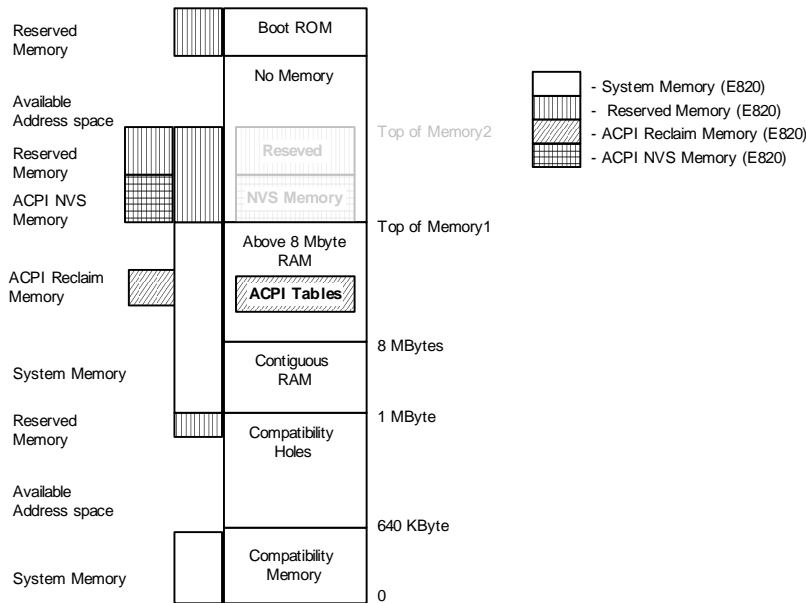 Reserved
Memory
Boot ROM
No Memory
Available
Address space
Reserved
Memory
ACPI NVS
Memory
Reseved
NVS Memory
Top of Memory2
Top of Memory1
Above 8 Mbyte
RAM
ACPI Reclaim
Memory
ACPI Tables
8 MBytes
System Memory
Contiguous
RAM
Reserved
Memory
1 MByte
Compatibility
Holes
Available
Address space
640 KByte
System Memory
Compatibility
Memory
0
- System Memory (E820)
- Reserved Memory (E820)
- ACPI Reclaim Memory (E820)
- ACPI NVS Memory (E820)